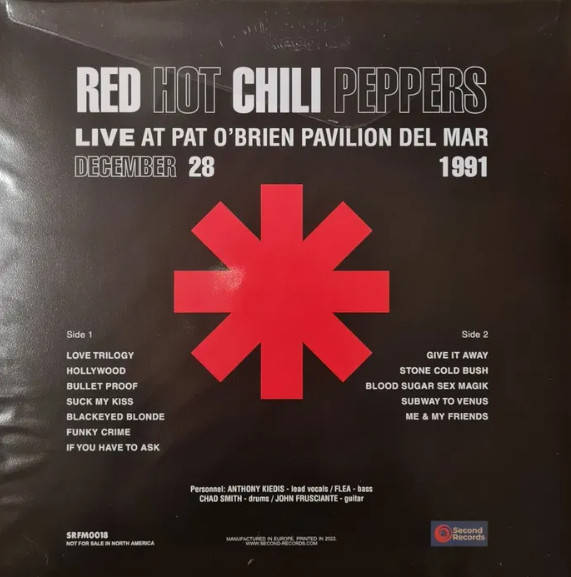 RED HOT CHILI PEPPERS
LIVE AT PAT O'BRIEN PAVILION DEL MAR
DECEMBER 28 1991
Side 1
LOVE TRILOGY
HOLLYWOOD
BULLET PROOF
SUCK MY KISS
BLACKEYED BLONDE
FUNKY CRIME
IF YOU HAVE TO ASK
Side 2
GIVE IT AWAY
STONE COLD BUSH
BLOOD SUGAR SEX MAGIK
SUBWAY TO VENUS
ME & MY FRIENDS
Personnel: ANTHONY KIEDIS - lead vocals / FLEA - bass
CHAD SMITH - drums / JOHN FRUSCIANTE - guitar
SRFM0018
NOT FOR SALE IN NORTH AMERICA
MANUFACTURED IN EUROPE. PRINTED IN 2022.
WWW.SECOND-RECORDS.COM
Second
Records